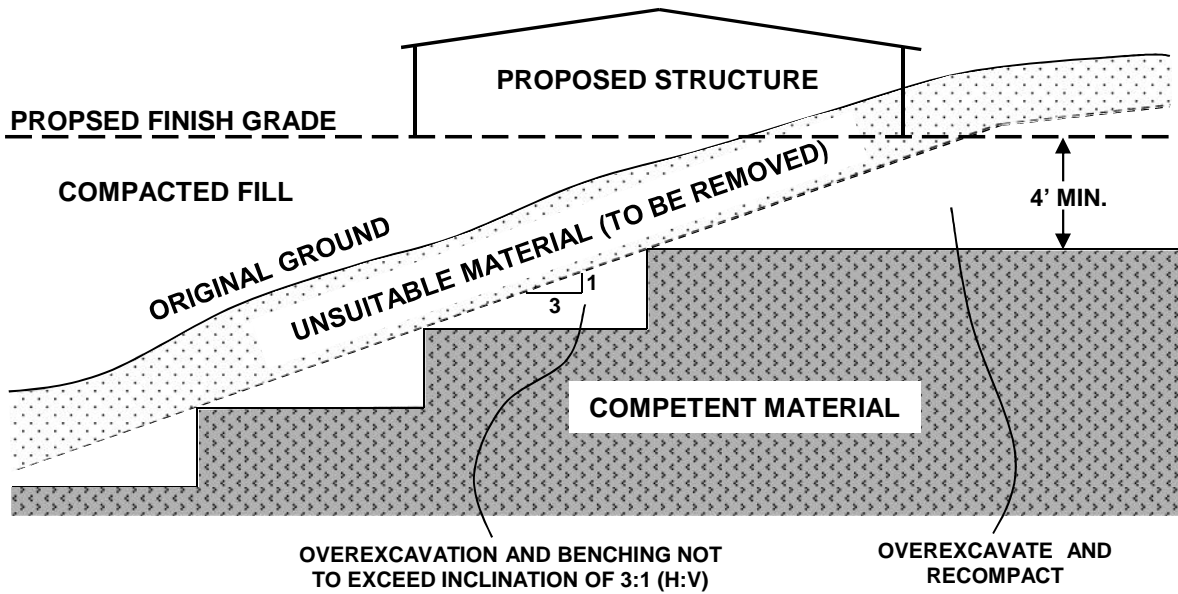 PROPOSED STRUCTURE
PROPSED FINISH GRADE
COMPACTED FILL
4' MIN.
ORIGINAL GROUND
UNSUITABLE MATERIAL (TO BE REMOVED)
1
3
COMPETENT MATERIAL
OVEREXCAVATION AND BENCHING NOT
TO EXCEED INCLINATION OF 3:1 (H:V)
OVEREXCAVATE AND
RECOMPACT